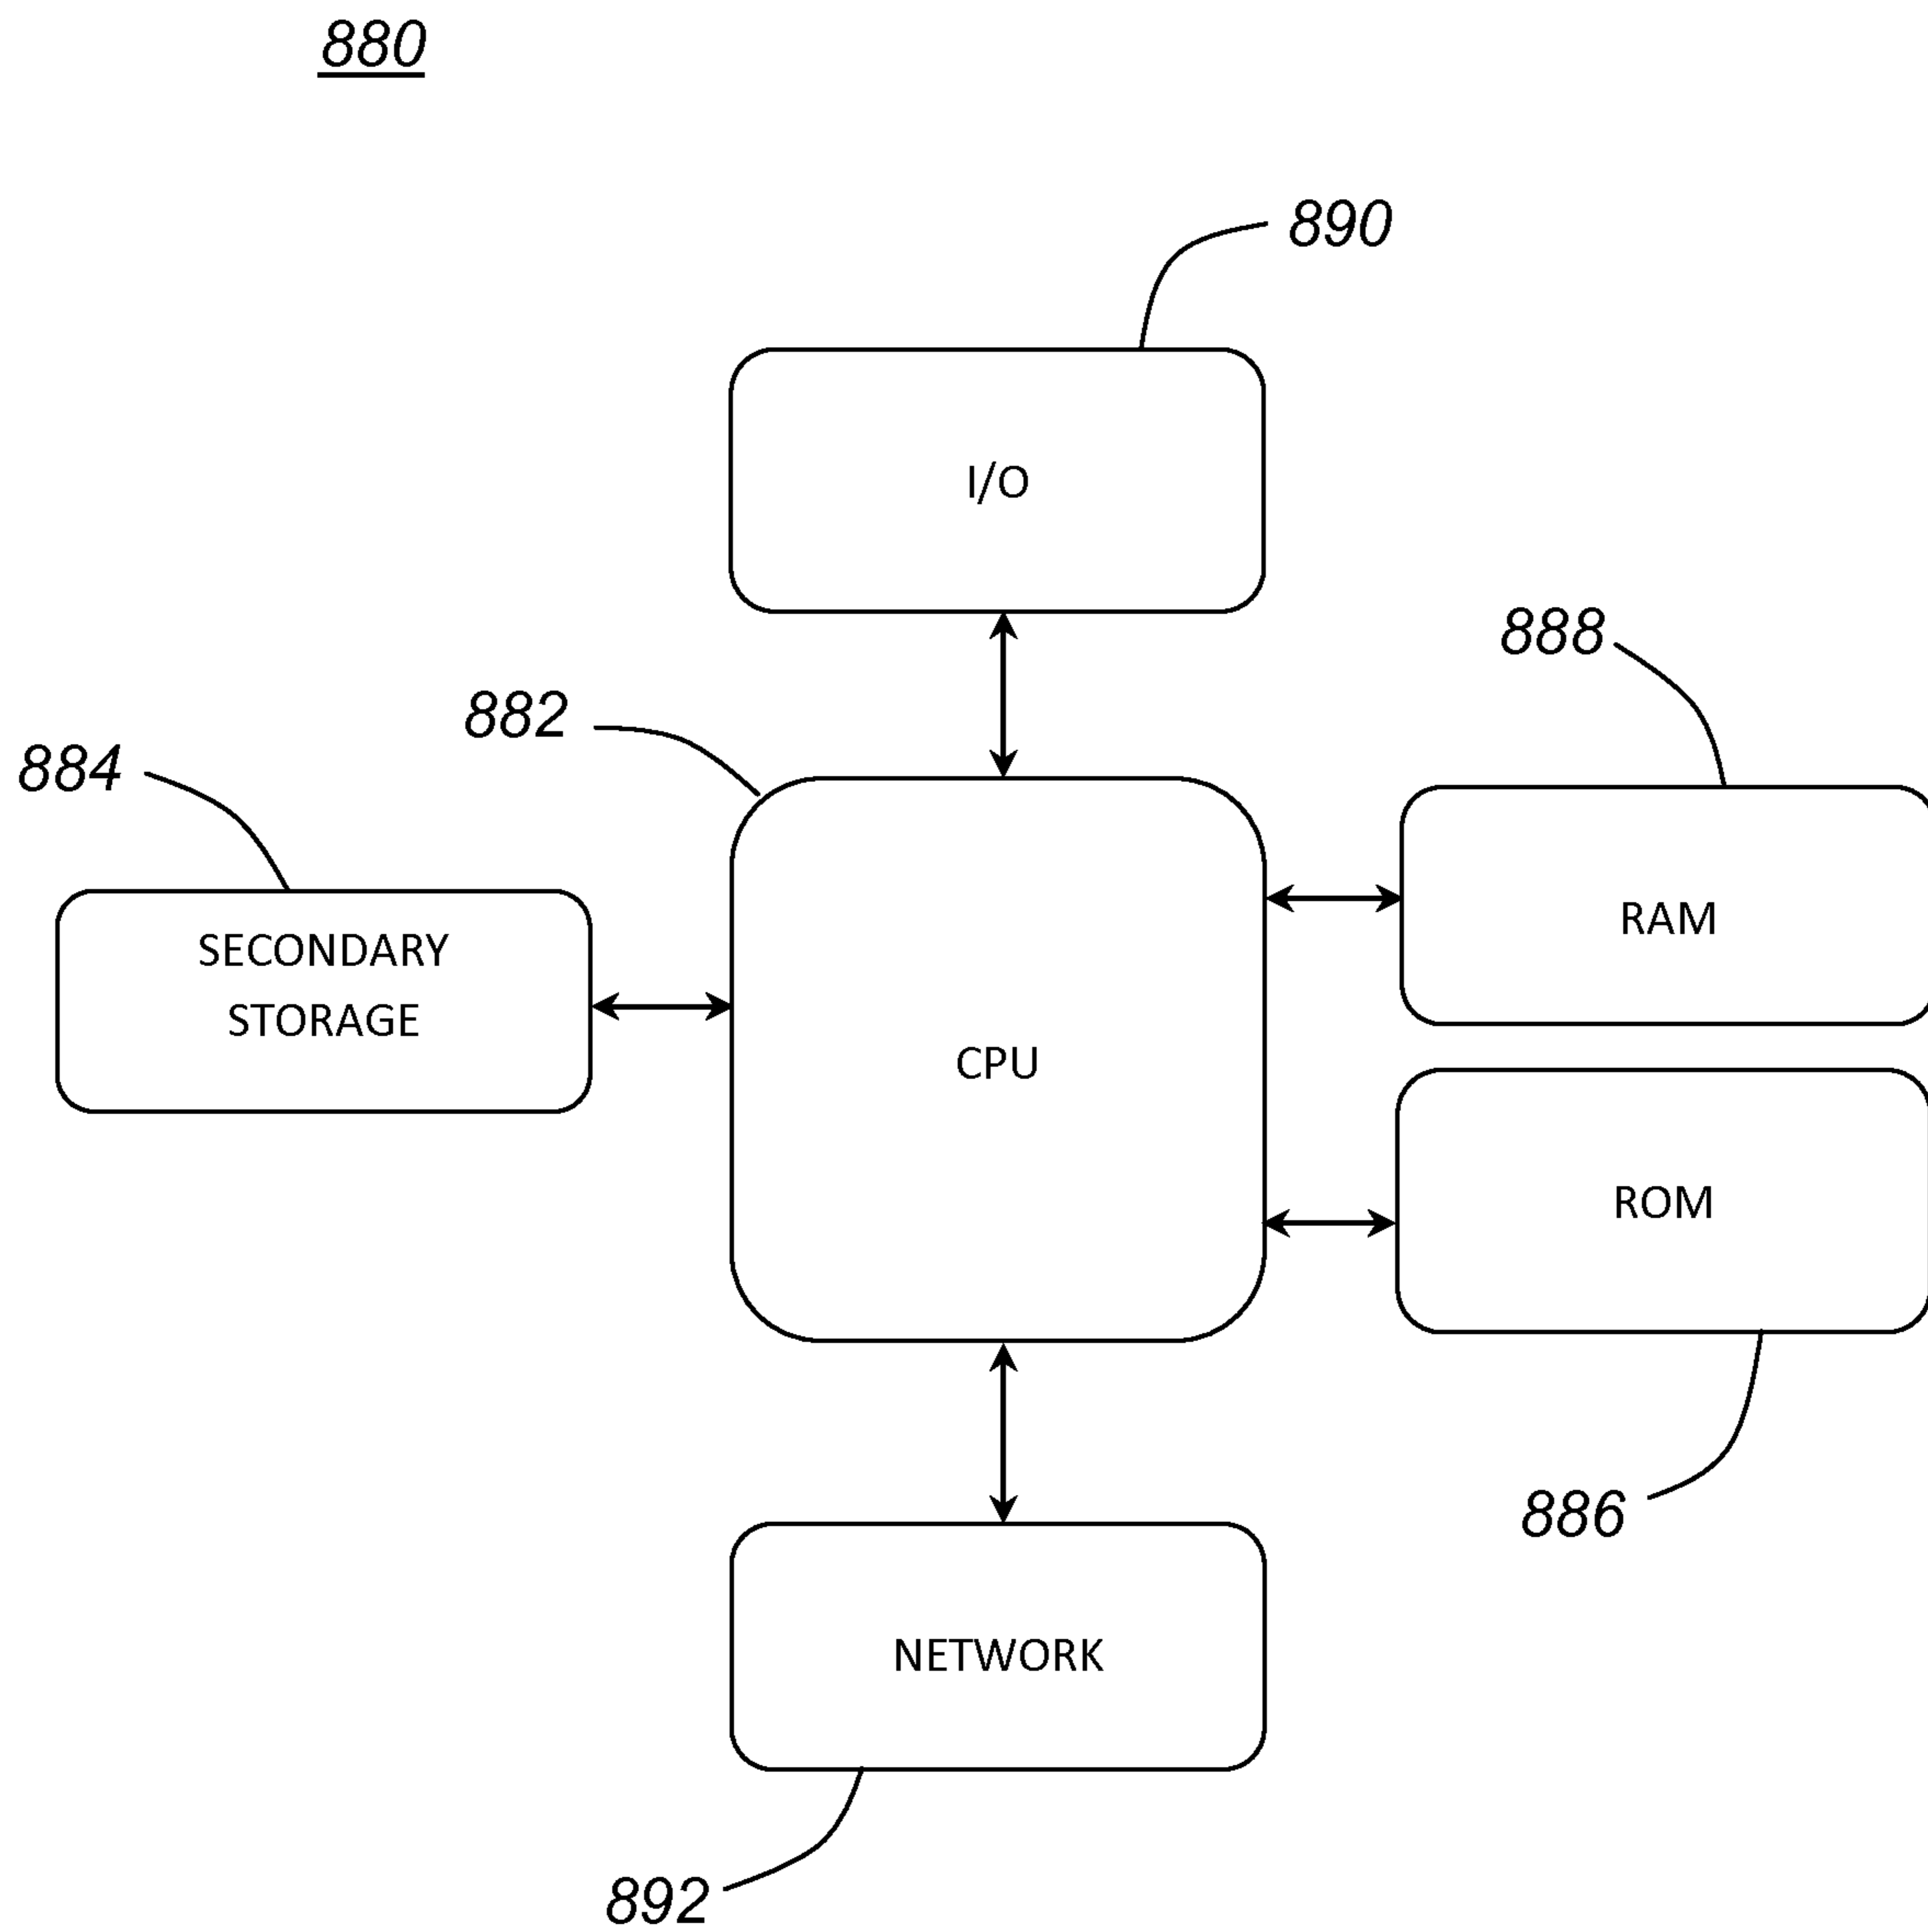 880
890
I/O
888
882
884
RAM
SECONDARY
STORAGE
CPU
ROM
886
NETWORK
892